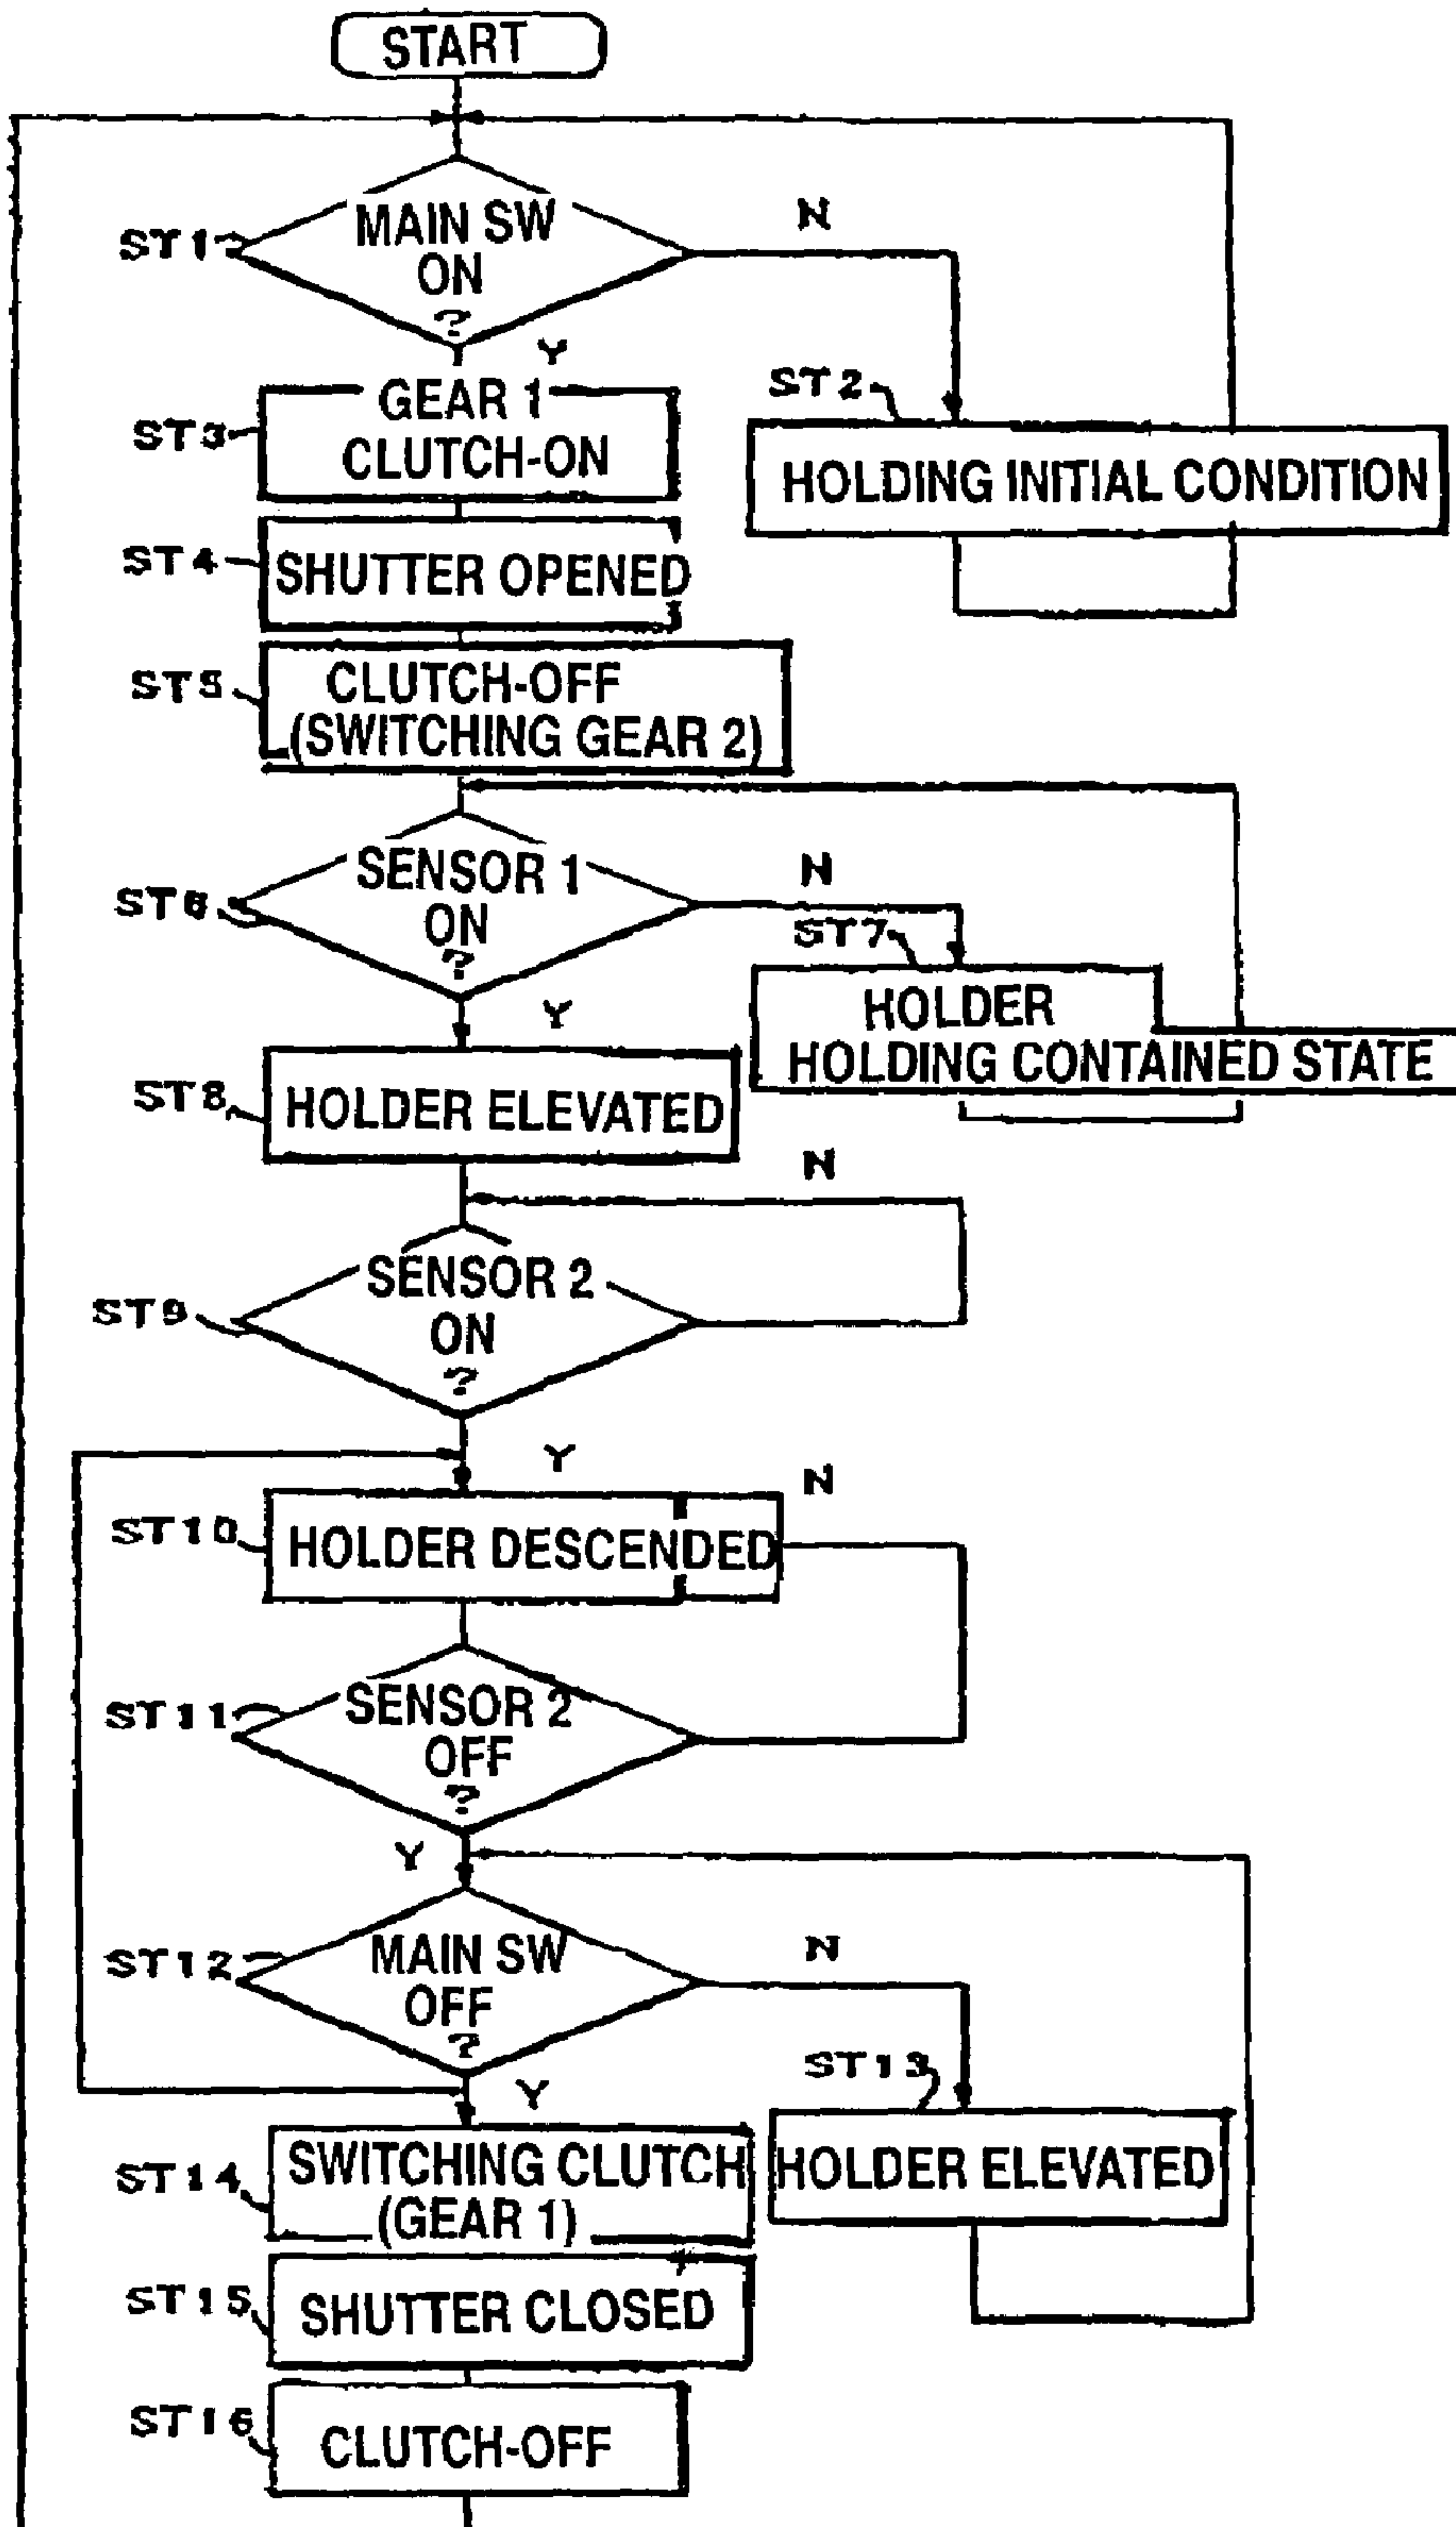 START
ST1
MAIN SW
ON
?
N
Y
ST2
HOLDING INITIAL CONDITION
ST3
GEAR 1
CLUTCH-ON
ST4
SHUTTER OPENED
ST5
CLUTCH-OFF
(SWITCHING GEAR 2)
ST6
SENSOR 1
ON
?
N
Y
ST7
HOLDER
HOLDING CONTAINED STATE
ST8
HOLDER ELEVATED
N
ST9
SENSOR 2
ON
?
Y
N
ST10
HOLDER DESCENDED
ST11
SENSOR 2
OFF
?
Y
ST12
MAIN SW
OFF
?
N
Y
ST13
HOLDER ELEVATED
ST14
SWITCHING CLUTCH
(GEAR 1)
ST15
SHUTTER CLOSED
ST16
CLUTCH-OFF